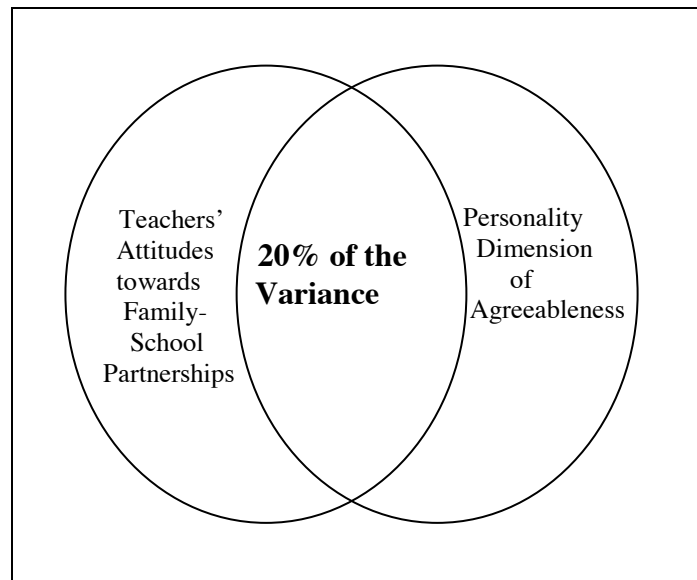 Teachers’
Attitudes
towards
Family-
School
Partnerships
20% of the
Variance
Personality
Dimension
of
Agreeableness